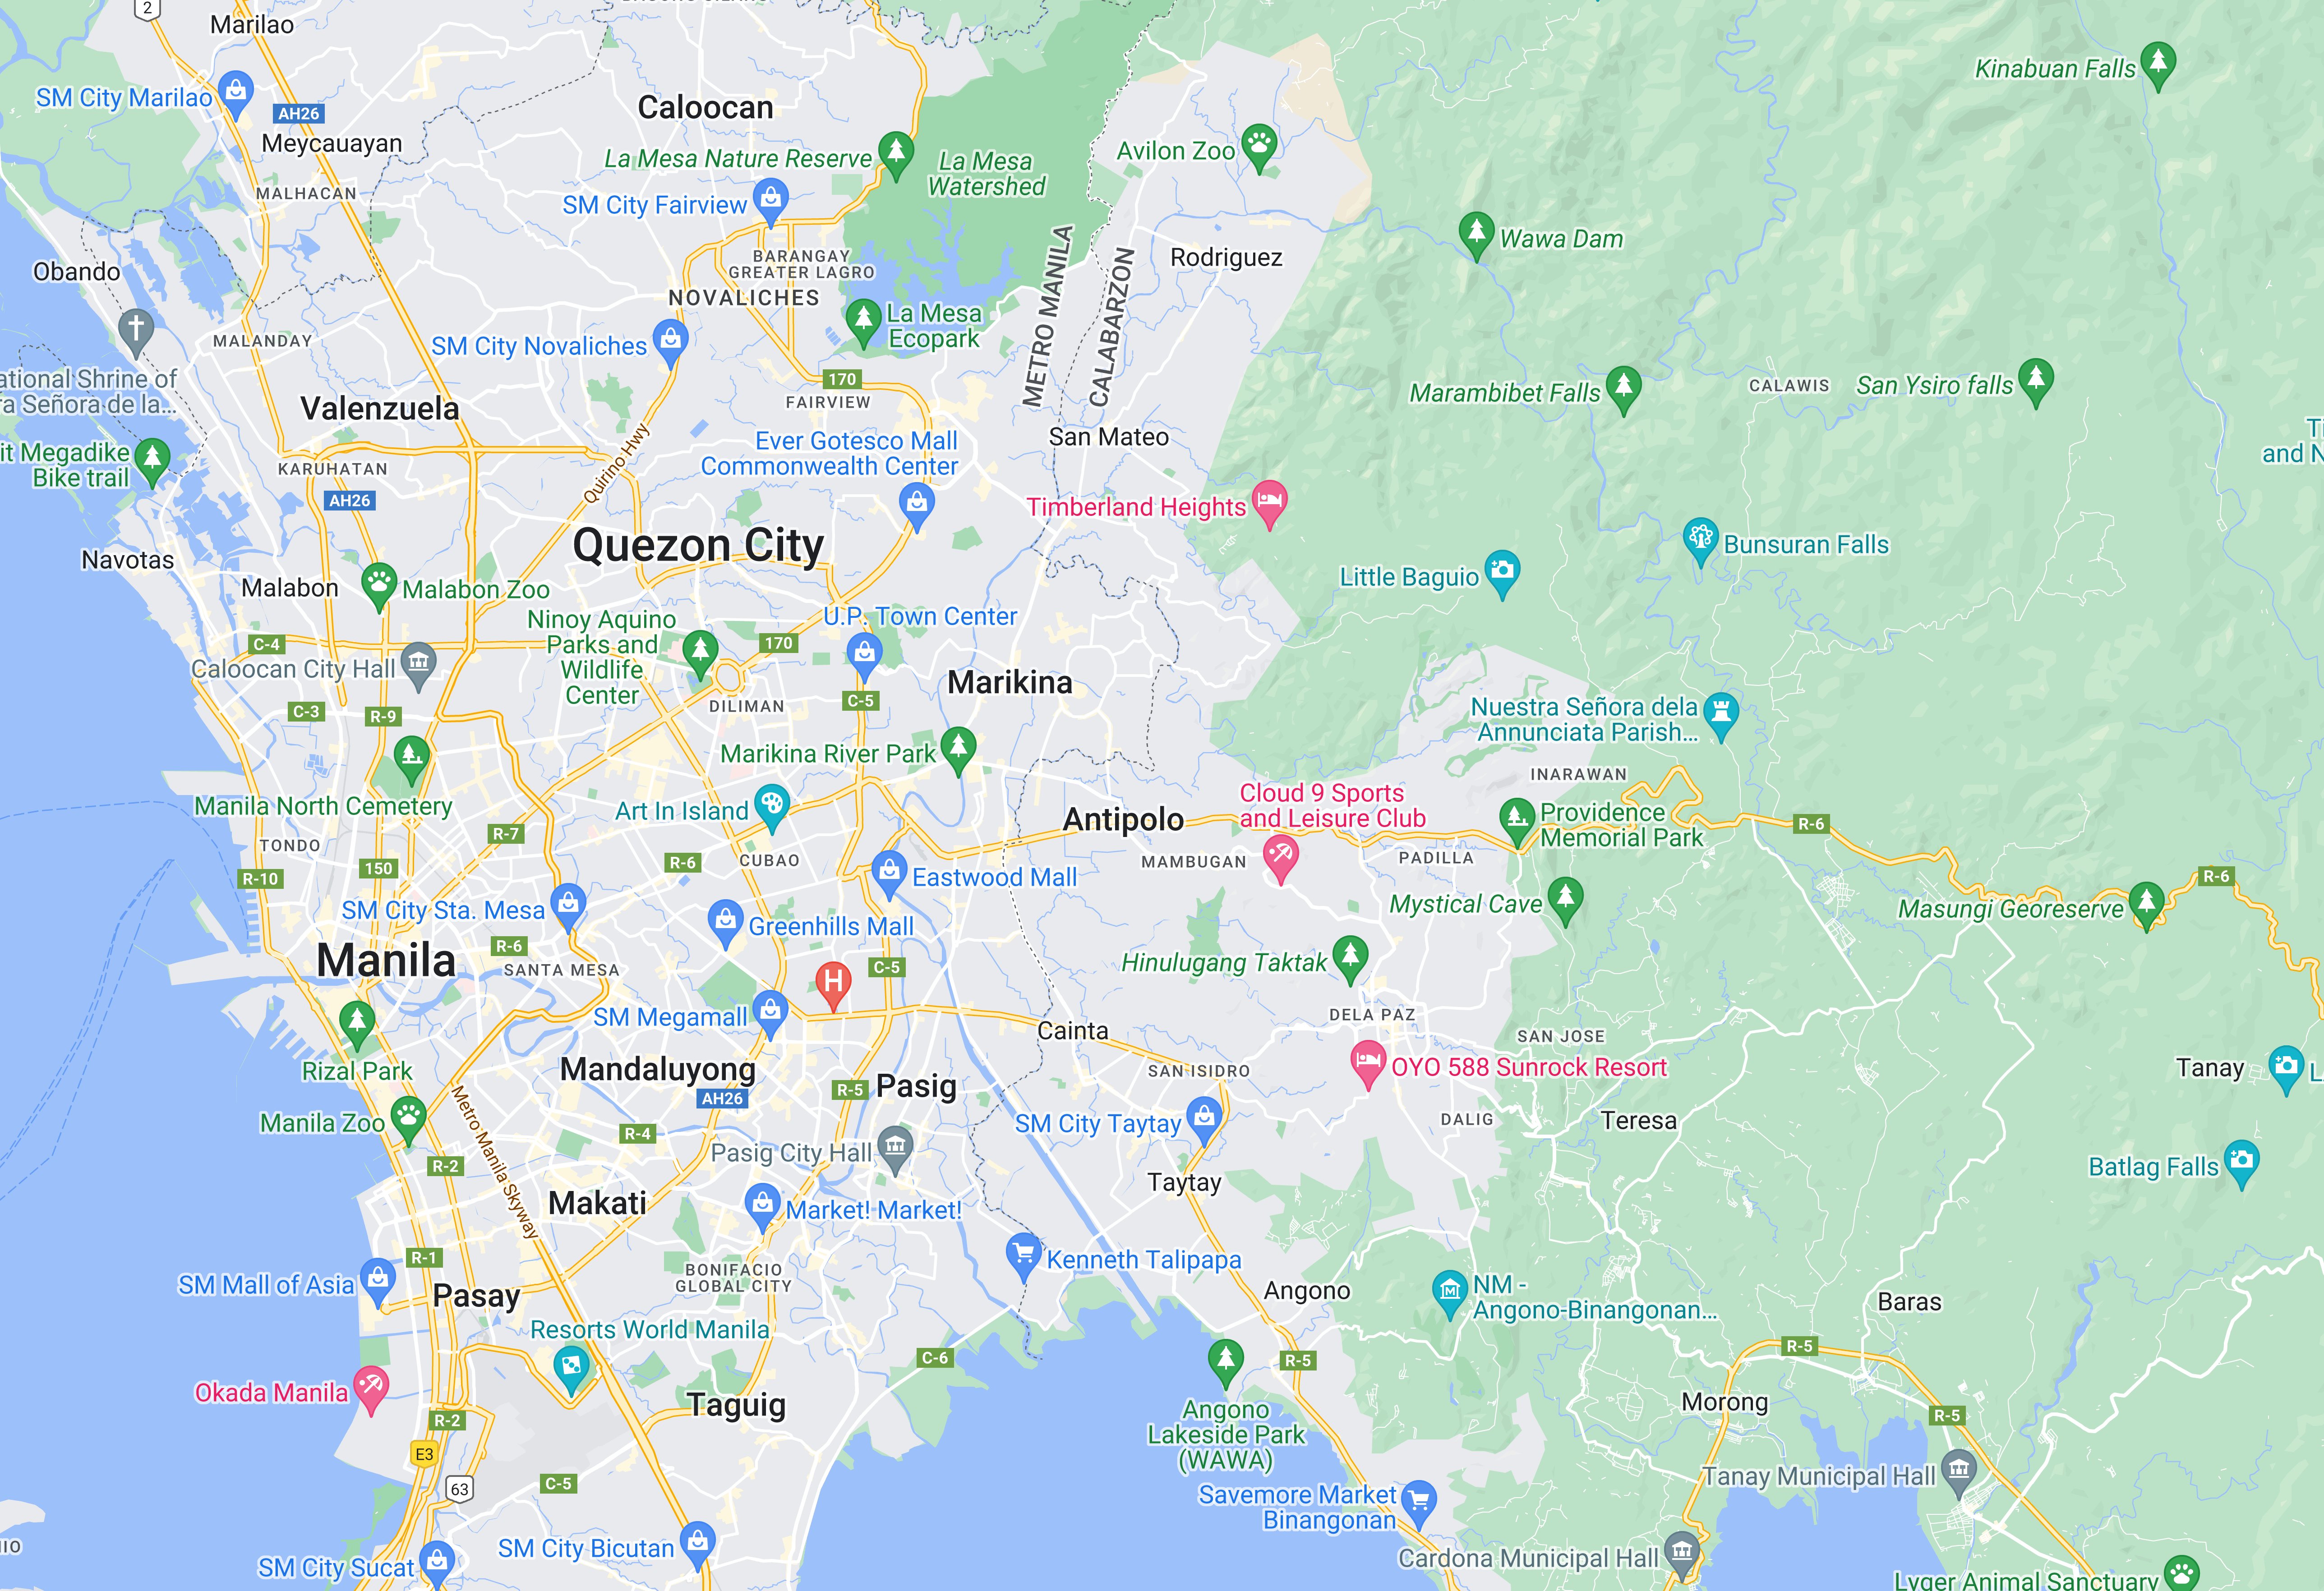 2
Marilao
SM City Marilao
AH26
Meycauayan
MALHACAN
Caloocan
La Mesa Nature Reserve
La Mesa
Watershed
Avilon Zoo
Kinabuan Falls
SM City Fairview
BARANGAY
GREATER LAGRO
NOVALICHES
METRO MANILA
CALABARZON
Rodriguez
Wawa Dam
Obando
MALANDAY
SM City Novaliches
La Mesa
Ecopark
170
FAIRVIEW
ational Shrine of
ra Señora de la...
Valenzuela
Marambibet Falls
CALAWIS
San Ysiro falls
it Megadike
Bike trail
KARUHATAN
AH26
Quirino Hwy
Ever Gotesco Mall
Commonwealth Center
San Mateo
and N
Timberland Heights
Quezon City
Bunsuran Falls
Navotas
Malabon
Malabon Zoo
Little Baguio
Ninoy Aquino
Parks and
Wildlife
Center
U.P. Town Center
170
C-4
Caloocan City Hall
C-3
R-9
DILIMAN
C-5
Marikina
Nuestra Señora dela
Annunciata Parish...
Marikina River Park
INARAWAN
Manila North Cemetery
Art In Island
Antipolo
Cloud 9 Sports
and Leisure Club
Providence
Memorial Park
R-6
TONDO
R-7
R-6
CUBAO
MAMBUGAN
PADILLA
R-10
150
Eastwood Mall
R-6
SM City Sta. Mesa
Greenhills Mall
Mystical Cave
Masungi Georeserve
Manila
R-6
SANTA MESA
C-5
Hinulugang Taktak
H
SM Megamall
Cainta
DELA PAZ
SAN JOSE
Rizal Park
Mandaluyong
AH26
R-5
Pasig
SAN ISIDRO
OYO 588 Sunrock Resort
Tanay
L
Manila Zoo
Metro Manila Skyway
R-4
SM City Taytay
DALIG
Teresa
R-2
Pasig City Hall
Batlag Falls
Makati
Market! Market!
Taytay
R-1
Kenneth Talipapa
SM Mall of Asia
Pasay
BONIFACIO
GLOBAL CITY
Angono
NM -
Angono-Binangonan...
Baras
Resorts World Manila
C-6
R-5
R-5
Okada Manila
R-2
Taguig
Angono
Lakeside Park
(WAWA)
Morong
R-5
E3
63
C-5
Tanay Municipal Hall
Savemore Market
Binangonan
SM City Sucat
SM City Bicutan
Cardona Municipal Hall
Lyger Animal Sanctuary